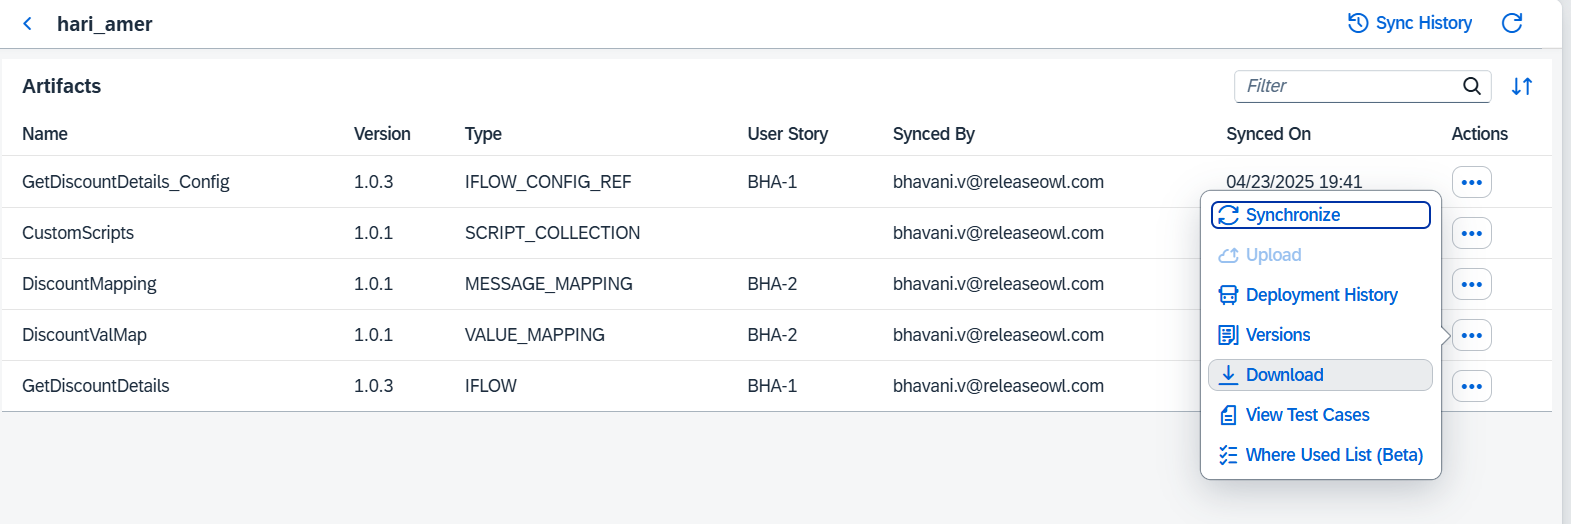 hari_amer
Sync History
Artifacts
Filter
Name Version Type User Story Synced By Synced On Actions
GetDiscountDetails_Config 1.0.3 IFLOW_CONFIG_REF BHA-1 bhavani.v@releaseowl.com 04/23/2025 19:41
CustomScripts 1.0.1 SCRIPT_COLLECTION bhavani.v@releaseowl.com
DiscountMapping 1.0.1 MESSAGE_MAPPING BHA-2 bhavani.v@releaseowl.com
DiscountValMap 1.0.1 VALUE_MAPPING BHA-2 bhavani.v@releaseowl.com
GetDiscountDetails 1.0.3 IFLOW BHA-1 bhavani.v@releaseowl.com
Synchronize
Upload
Deployment History
Versions
Download
View Test Cases
Where Used List (Beta)